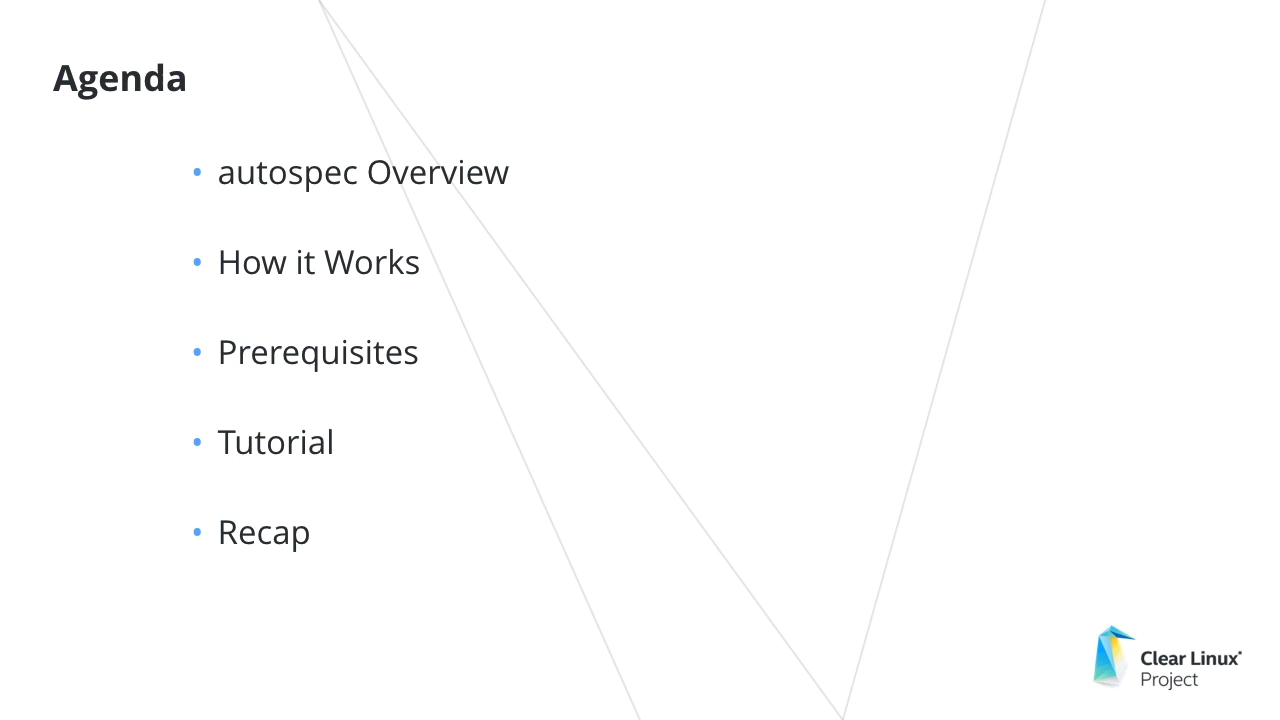 Agenda
• autospec Overview
• How it Works
• Prerequisites
• Tutorial
• Recap
Clear Linux*
Project